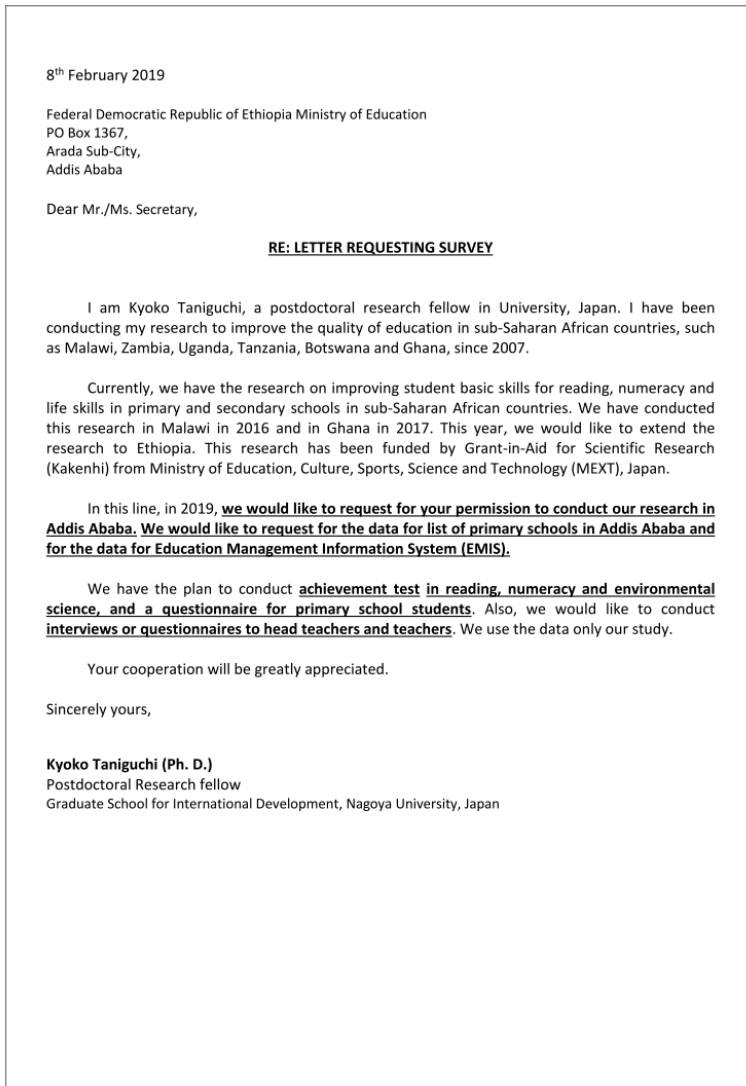 8th February 2019
Federal Democratic Republic of Ethiopia Ministry of Education
PO Box 1367,
Arada Sub-City,
Addis Ababa
Dear Mr./Ms. Secretary,
RE: LETTER REQUESTING SURVEY
I am Kyoko Taniguchi, a postdoctoral research fellow in University, Japan. I have been
conducting my research to improve the quality of education in sub-Saharan African countries, such
as Malawi, Zambia, Uganda, Tanzania, Botswana and Ghana, since 2007.
Currently, we have the research on improving student basic skills for reading, numeracy and
life skills in primary and secondary schools in sub-Saharan African countries. We have conducted
this research in Malawi in 2016 and in Ghana in 2017. This year, we would like to extend the
research to Ethiopia. This research has been funded by Grant-in-Aid for Scientific Research
(Kakenhi) from Ministry of Education, Culture, Sports, Science and Technology (MEXT), Japan.
In this line, in 2019, we would like to request for your permission to conduct our research in
Addis Ababa. We would like to request for the data for list of primary schools in Addis Ababa and
for the data for Education Management Information System (EMIS).
We have the plan to conduct achievement test in reading, numeracy and environmental
science, and a questionnaire for primary school students. Also, we would like to conduct
interviews or questionnaires to head teachers and teachers. We use the data only our study.
Your cooperation will be greatly appreciated.
Sincerely yours,
Kyoko Taniguchi (Ph. D.)
Postdoctoral Research fellow
Graduate School for International Development, Nagoya University, Japan